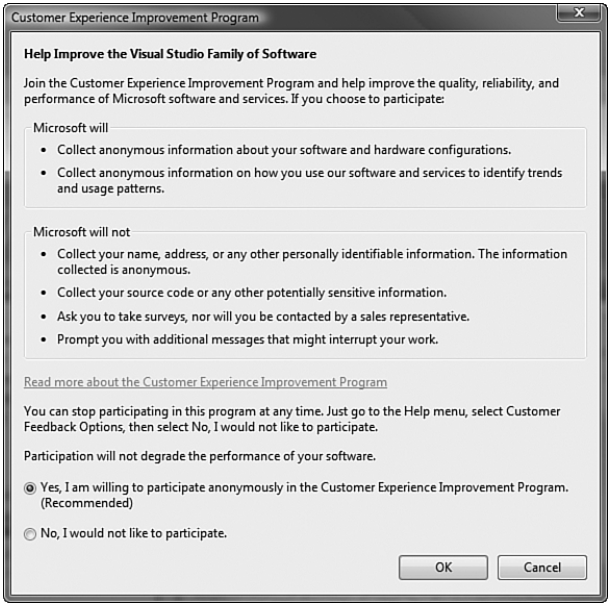 Customer Experience Improvement Program
Help Improve the Visual Studio Family of Software
Join the Customer Experience Improvement Program and help improve the quality, reliability, and
performance of Microsoft software and services. If you choose to participate:
Microsoft will
• Collect anonymous information about your software and hardware configurations.
• Collect anonymous information on how you use our software and services to identify trends
and usage patterns.
Microsoft will not
• Collect your name, address, or any other personally identifiable information. The information
collected is anonymous.
• Collect your source code or any other potentially sensitive information.
• Ask you to take surveys, nor will you be contacted by a sales representative.
• Prompt you with additional messages that might interrupt your work.
Read more about the Customer Experience Improvement Program
You can stop participating in this program at any time. Just go to the Help menu, select Customer
Feedback Options, then select No, I would not like to participate.
Participation will not degrade the performance of your software.
Yes, I am willing to participate anonymously in the Customer Experience Improvement Program.
(Recommended)
No, I would not like to participate.
OK Cancel